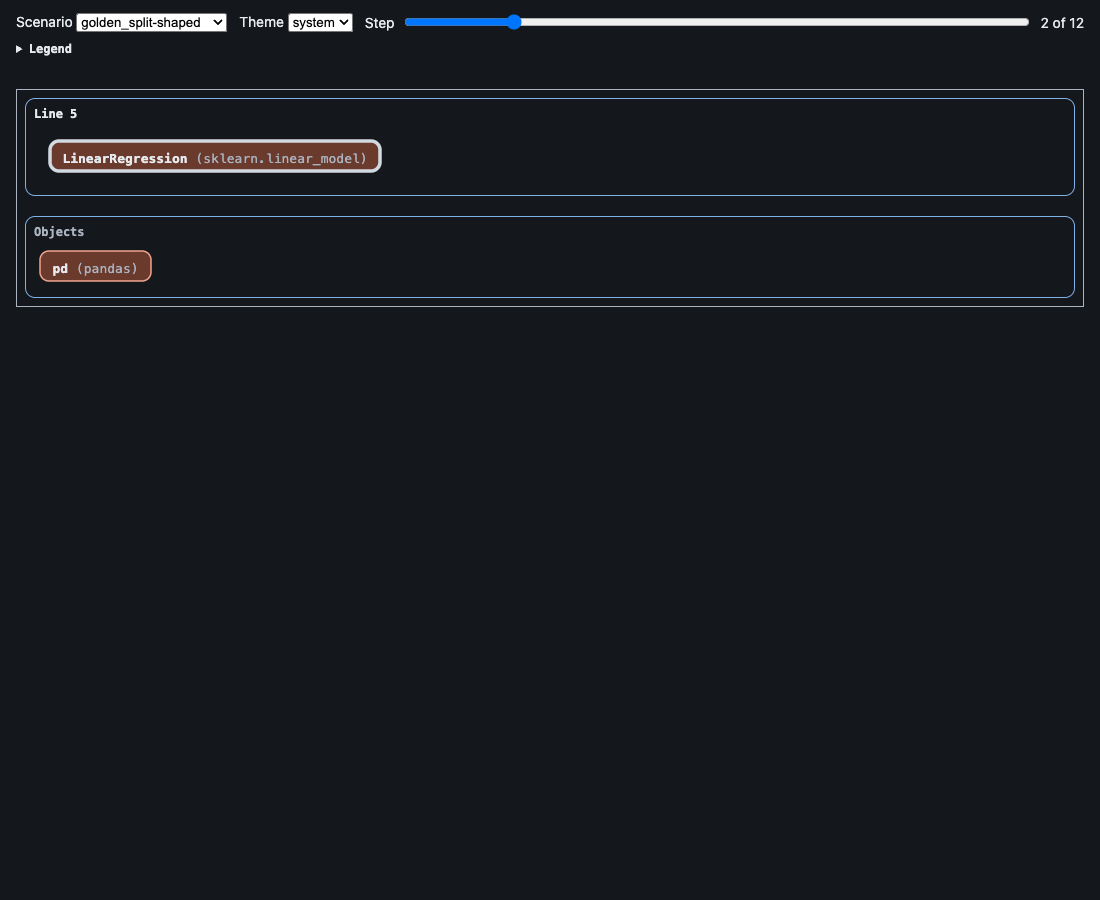 Scenario golden_split-shaped Theme system Step 2 of 12
Legend
Line 5
LinearRegression (sklearn.linear_model)
Objects
pd (pandas)